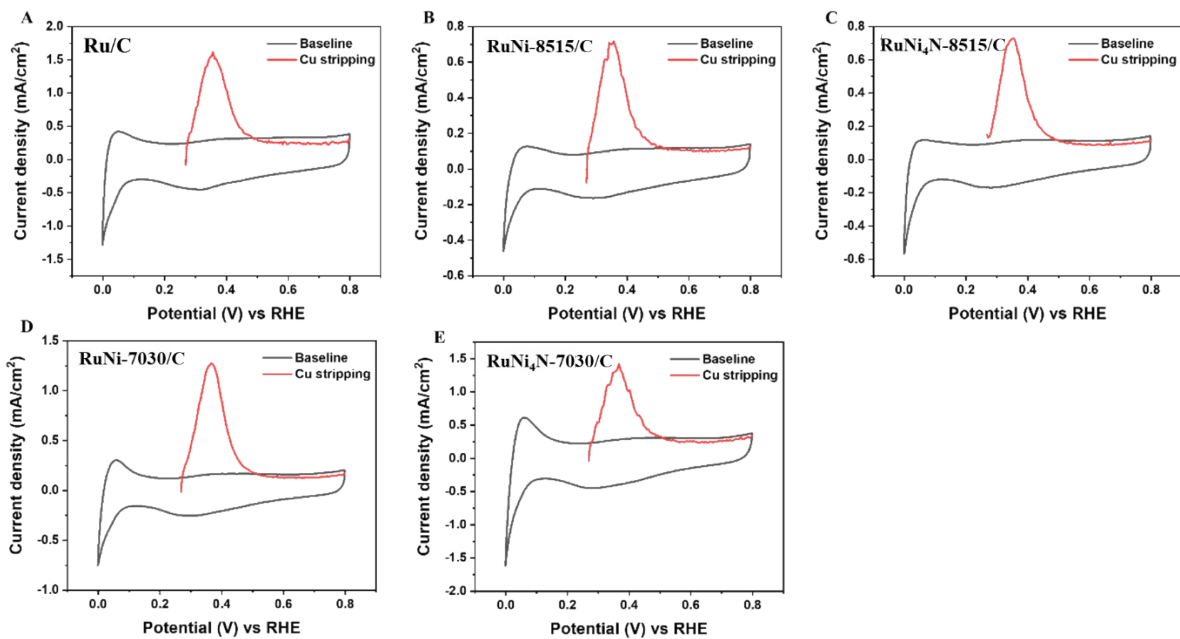 A
Ru/C
Baseline
Cu stripping
2.0
1.5
1.0
0.5
0.0
-0.5
-1.0
-1.5
0.0 0.2 0.4 0.6 0.8
Current density (mA/cm²)
Potential (V) vs RHE
B
RuNi-8515/C
Baseline
Cu stripping
0.8
0.6
0.4
0.2
0.0
-0.2
-0.4
-0.6
0.0 0.2 0.4 0.6 0.8
Current density (mA/cm²)
Potential (V) vs RHE
C
RuNi₄N-8515/C
Baseline
Cu stripping
0.8
0.6
0.4
0.2
0.0
-0.2
-0.4
-0.6
0.0 0.2 0.4 0.6 0.8
Current density (mA/cm²)
Potential (V) vs RHE
D
RuNi-7030/C
Baseline
Cu stripping
1.5
1.0
0.5
0.0
-0.5
-1.0
0.0 0.2 0.4 0.6 0.8
Current density (mA/cm²)
Potential (V) vs RHE
E
RuNi₄N-7030/C
Baseline
Cu stripping
1.5
1.0
0.5
0.0
-0.5
-1.0
-1.5
-2.0
0.0 0.2 0.4 0.6 0.8
Current density (mA/cm²)
Potential (V) vs RHE